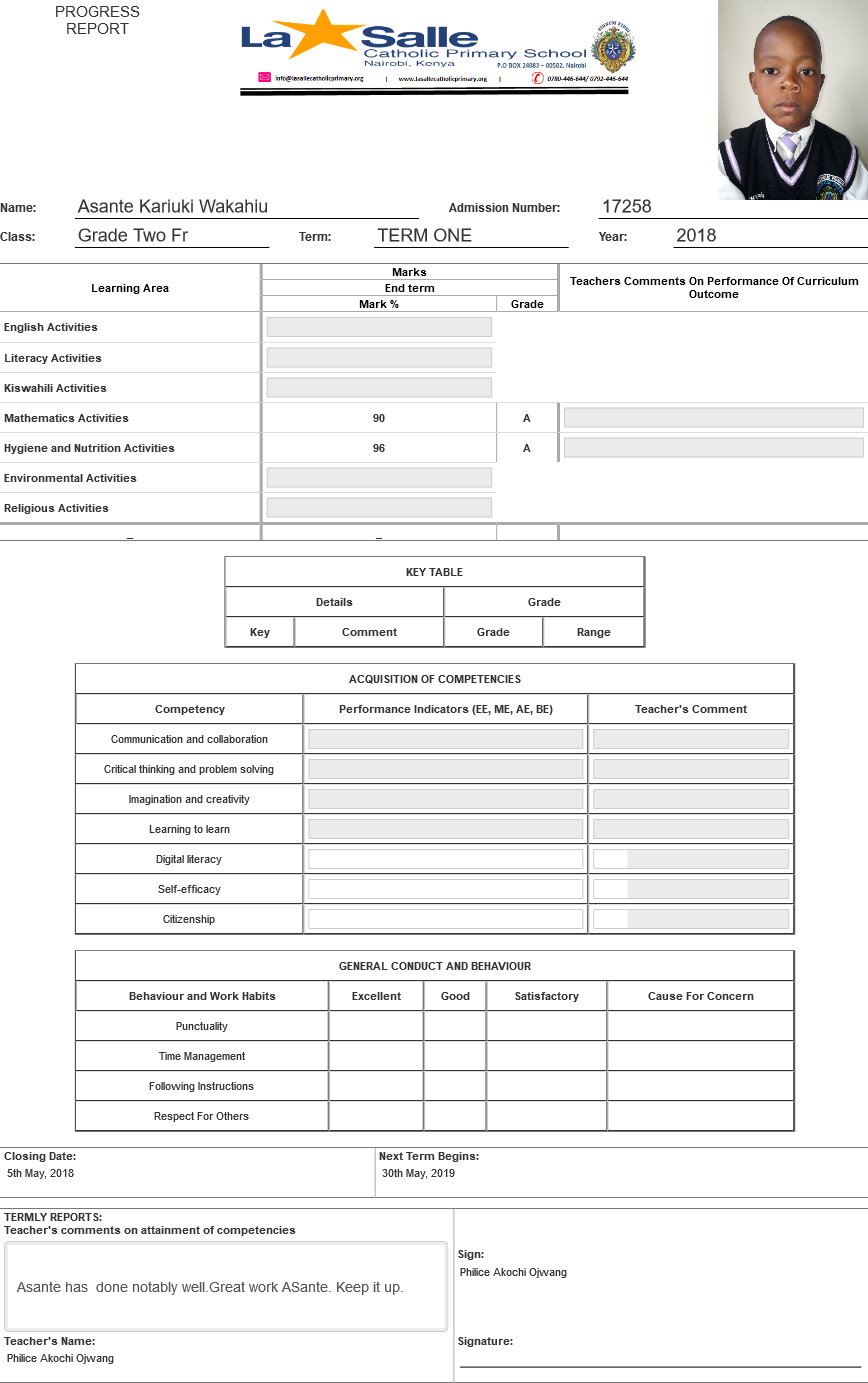 PROGRESS
REPORT
La Salle
Catholic Primary School
Nairobi, Kenya
P.O BOX 24083 – 00502, Nairobi
info@lasallecatholicprimary.org | www.lasallecatholicprimary.org | 0780-446-644/ 0792-446-644
Name: Asante Kariuki Wakahiu Admission Number: 17258
Class: Grade Two Fr Term: TERM ONE Year: 2018
Learning Area Marks Teachers Comments On Performance Of Curriculum Outcome
End term
Mark % Grade
English Activities
Literacy Activities
Kiswahili Activities
Mathematics Activities 90 A
Hygiene and Nutrition Activities 96 A
Environmental Activities
Religious Activities
– –
KEY TABLE
Details Grade
Key Comment Grade Range
ACQUISITION OF COMPETENCIES
Competency Performance Indicators (EE, ME, AE, BE) Teacher's Comment
Communication and collaboration
Critical thinking and problem solving
Imagination and creativity
Learning to learn
Digital literacy
Self-efficacy
Citizenship
GENERAL CONDUCT AND BEHAVIOUR
Behaviour and Work Habits Excellent Good Satisfactory Cause For Concern
Punctuality
Time Management
Following Instructions
Respect For Others
Closing Date: Next Term Begins:
5th May, 2018 30th May, 2019
TERMLY REPORTS:
Teacher's comments on attainment of competencies
Asante has  done notably well.Great work ASante. Keep it up.
Sign:
Philice Akochi Ojwang
Teacher's Name: Signature:
Philice Akochi Ojwang